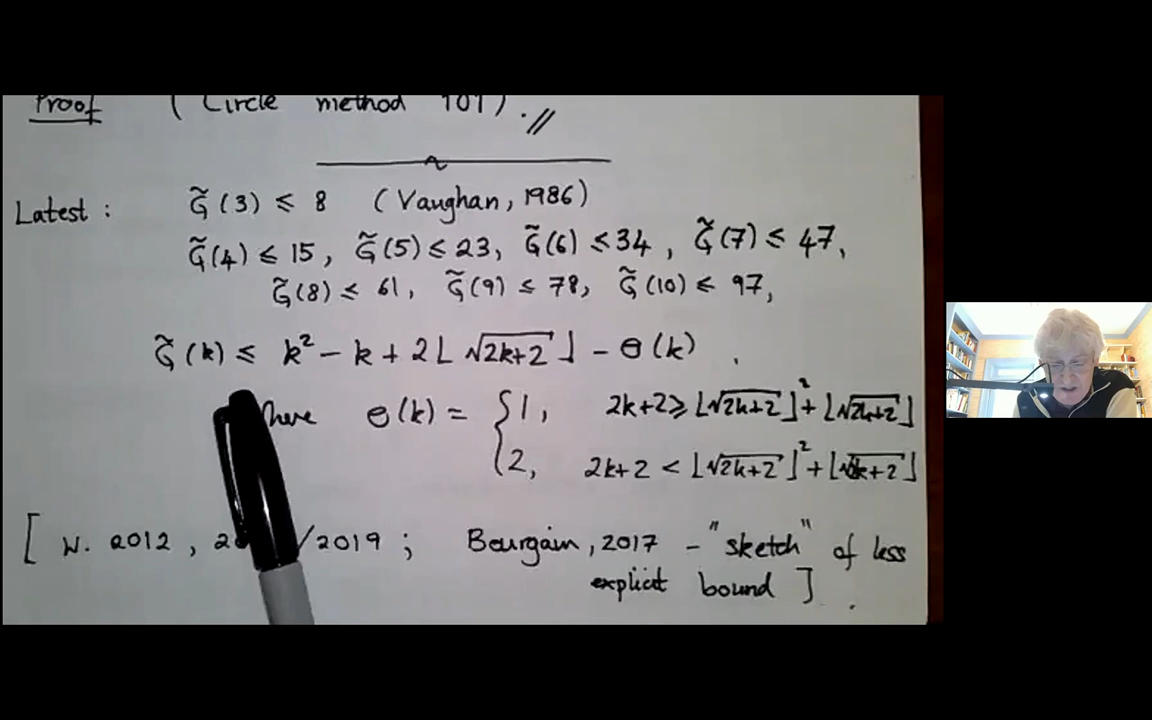 Proof ( Circle method 101) . //
Latest : G̃(3) ≤ 8 (Vaughan, 1986)
G̃(4) ≤ 15, G̃(5) ≤ 23, G̃(6) ≤ 34, G̃(7) ≤ 47,
G̃(8) ≤ 61, G̃(9) ≤ 78, G̃(10) ≤ 97,
G̃(k) ≤ k² - k + 2⌊√(2k+2)⌋ - θ(k) .
here θ(k) = { 1, 2k+2 ≥ ⌊√(2k+2)⌋² + ⌊√(2k+2)⌋
2, 2k+2 < ⌊√(2k+2)⌋² + ⌊√(2k+2)⌋
[ W. 2012, /2019 ; Bourgain, 2017 - "sketch" of less
explicit bound ] .